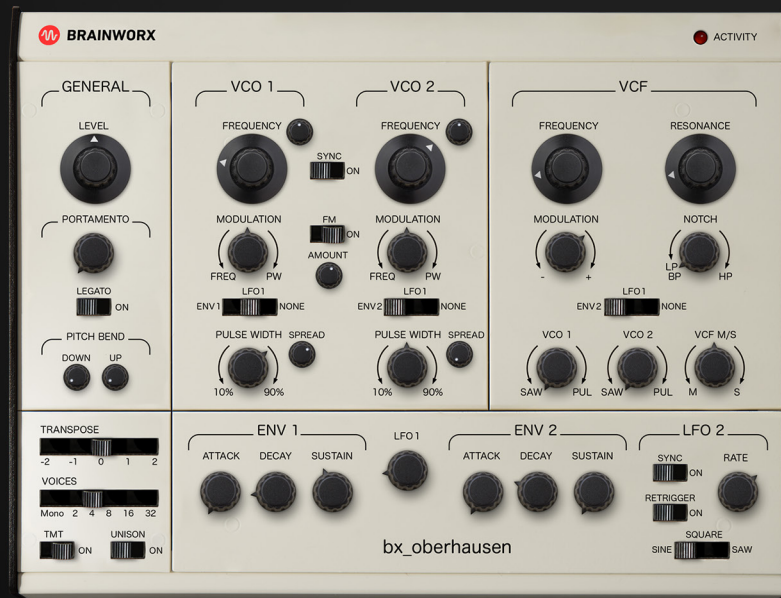 BRAINWORX
ACTIVITY
GENERAL
LEVEL
PORTAMENTO
LEGATO
ON
PITCH BEND
DOWN UP
VCO 1
VCO 2
FREQUENCY
FREQUENCY
SYNC
ON
MODULATION
FM
ON
MODULATION
AMOUNT
FREQ PW
FREQ PW
LFO1
ENV1 NONE
LFO1
ENV2 NONE
PULSE WIDTH SPREAD
PULSE WIDTH SPREAD
10% 90%
10% 90%
VCF
FREQUENCY
RESONANCE
MODULATION
NOTCH
- +
LP
BP HP
LFO1
ENV2 NONE
VCO 1 VCO 2 VCF M/S
SAW PUL SAW PUL M S
TRANSPOSE
-2 -1 0 1 2
VOICES
Mono 2 4 8 16 32
TMT UNISON
ON ON
ENV 1
ATTACK DECAY SUSTAIN
LFO1
ENV 2
ATTACK DECAY SUSTAIN
LFO 2
SYNC RATE
ON
RETRIGGER
ON
SQUARE
SINE SAW
bx_oberhausen